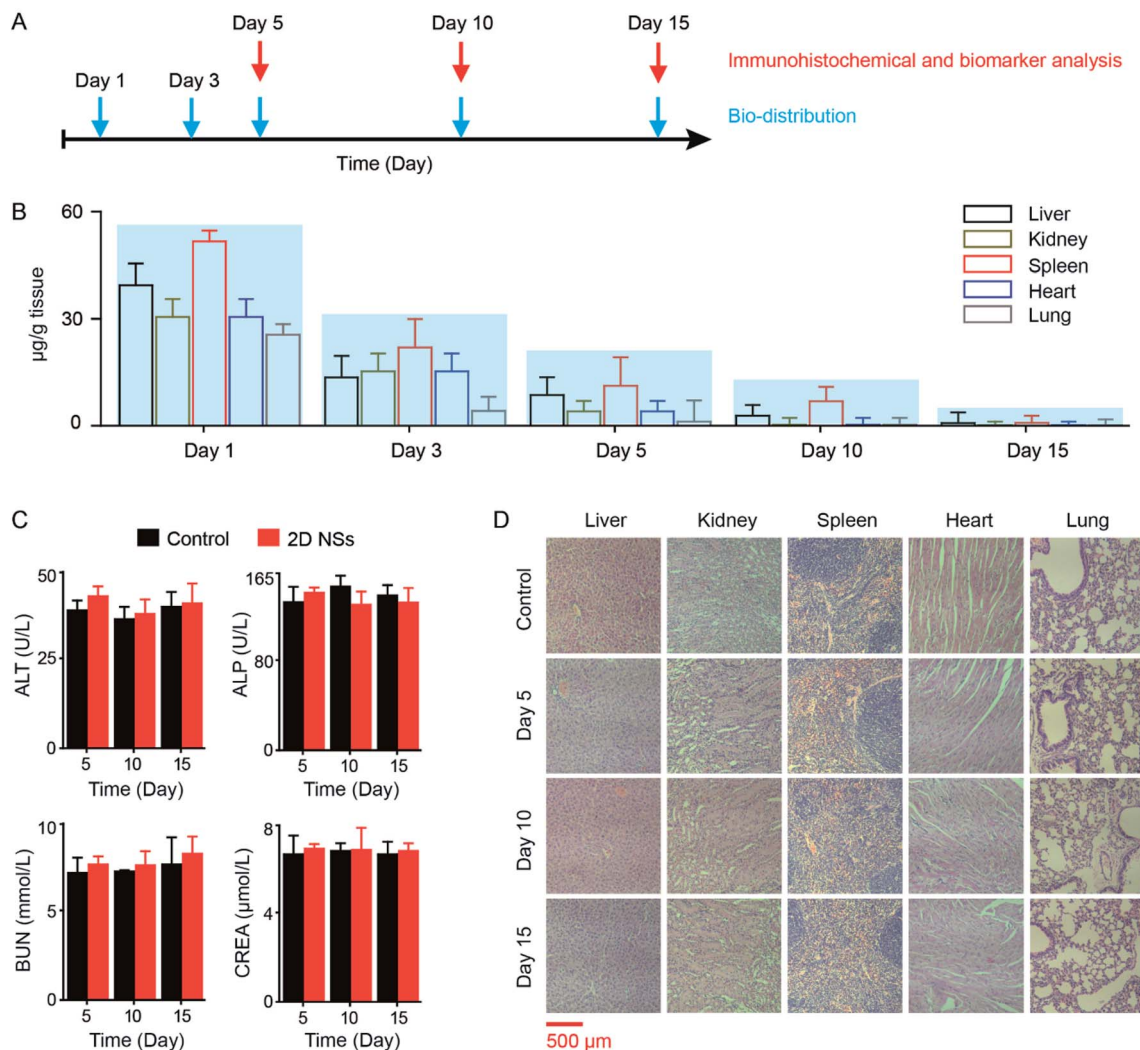 A
Day 5
Day 10
Day 15
Immunohistochemical and biomarker analysis
Day 1
Day 3
Bio-distribution
Time (Day)
B
60
30
0
µg/g tissue
Liver
Kidney
Spleen
Heart
Lung
Day 1
Day 3
Day 5
Day 10
Day 15
C
Control
2D NSs
50
25
0
ALT (U/L)
5 10 15
Time (Day)
165
80
0
ALP (U/L)
5 10 15
Time (Day)
10
5
0
BUN (mmol/L)
5 10 15
Time (Day)
8
4
0
CREA (µmol/L)
5 10 15
Time (Day)
D
Liver
Kidney
Spleen
Heart
Lung
Control
Day 5
Day 10
Day 15
500 µm